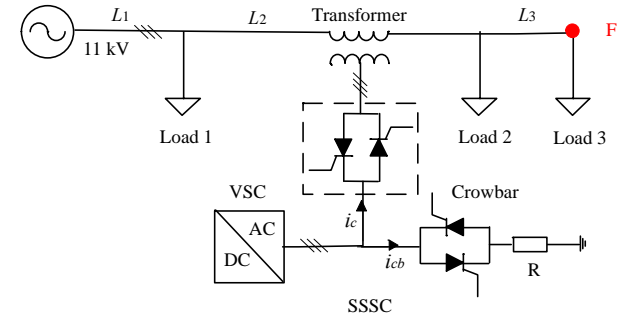 L1
L2
Transformer
L3
F
11 kV
Load 1
Load 2
Load 3
VSC
Crowbar
AC
DC
ic
icb
R
SSSC